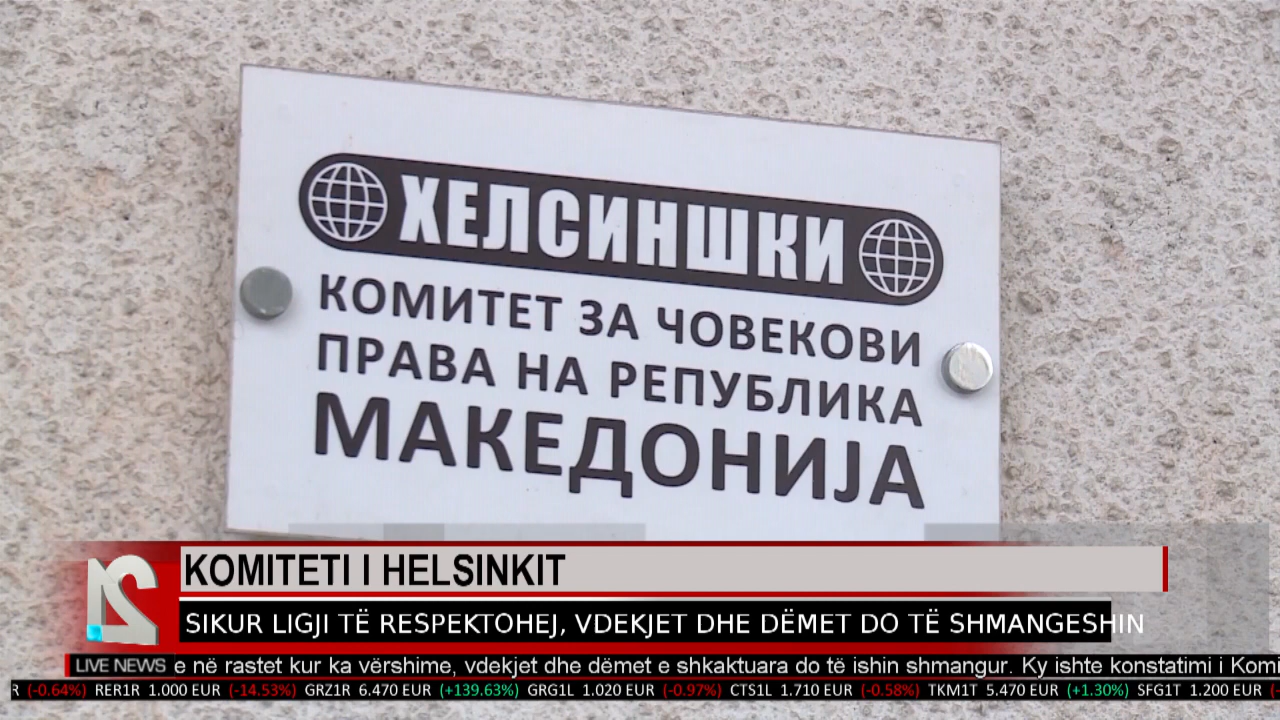 ХЕЛСИНШКИ
КОМИТЕТ ЗА ЧОВЕКОВИ
ПРАВА НА РЕПУБЛИКА
МАКЕДОНИЈА
KOMITETI I HELSINKIT
SIKUR LIGJI TË RESPEKTOHEJ, VDEKJET DHE DËMET DO TË SHMANGESHIN
LIVE NEWS e në rastet kur ka vërshime, vdekjet dhe dëmet e shkaktuara do të ishin shmangur. Ky ishte konstatimi i Komi
R (-0.64%) RER1R 1.000 EUR (-14.53%) GRZ1R 6.470 EUR (+139.63%) GRG1L 1.020 EUR (-0.97%) CTS1L 1.710 EUR (-0.58%) TKM1T 5.470 EUR (+1.30%) SFG1T 1.200 EUR